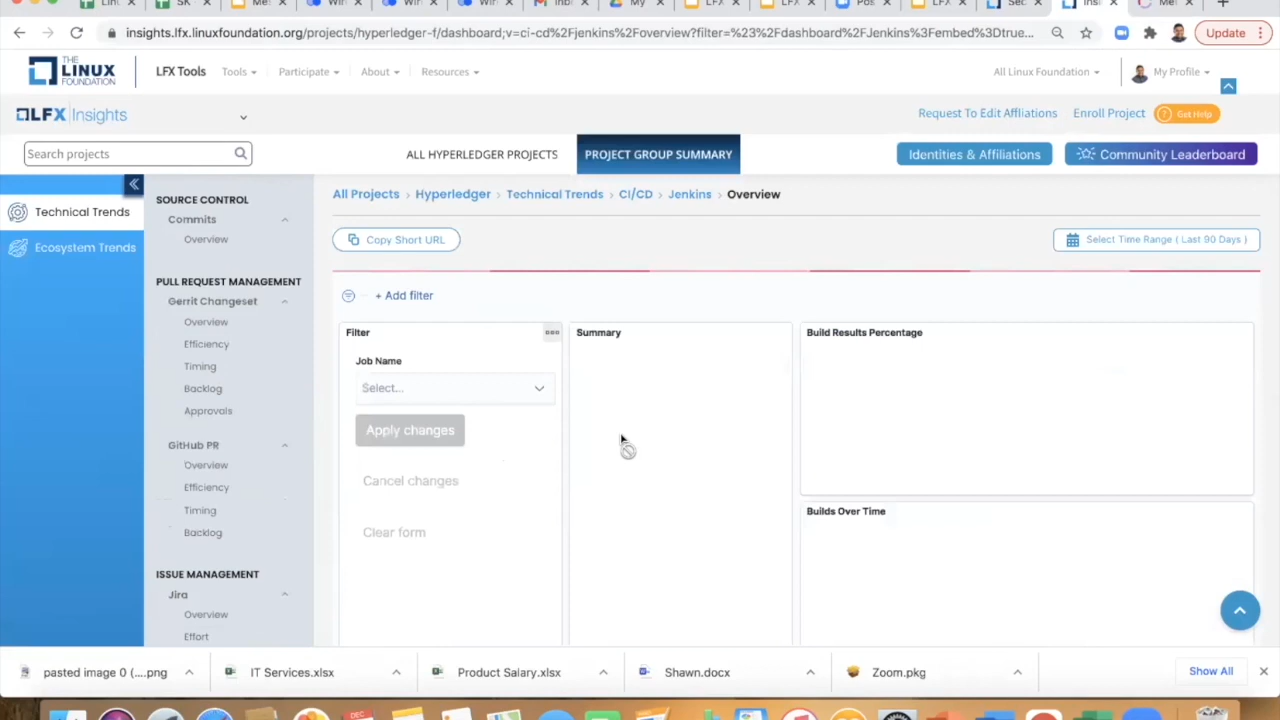 Update
insights.lfx.linuxfoundation.org/projects/hyperledger-f/dashboard;v=ci-cd%2Fjenkins%2Foverview?filter=%23%2Fdashboard%2FJenkins%3Fembed%3Dtrue...
THE LINUX FOUNDATION
LFX Tools
Tools
Participate
About
Resources
All Linux Foundation
My Profile
LFX Insights
Request To Edit Affliations
Enroll Project
Get Help
Search projects
ALL HYPERLEDGER PROJECTS
PROJECT GROUP SUMMARY
Identities & Affiliations
Community Leaderboard
Technical Trends
Ecosystem Trends
SOURCE CONTROL
Commits
Overview
PULL REQUEST MANAGEMENT
Gerrit Changeset
Overview
Efficiency
Timing
Backlog
Approvals
GitHub PR
Overview
Efficiency
Timing
Backlog
ISSUE MANAGEMENT
Jira
Overview
Effort
All Projects > Hyperledger > Technical Trends > CI/CD > Jenkins > Overview
Copy Short URL
Select Time Range ( Last 90 Days )
+ Add filter
Filter
Job Name
Select...
Apply changes
Cancel changes
Clear form
Summary
Build Results Percentage
Builds Over Time
pasted image 0 (....png
IT Services.xlsx
Product Salary.xlsx
Shawn.docx
Zoom.pkg
Show All
DEC